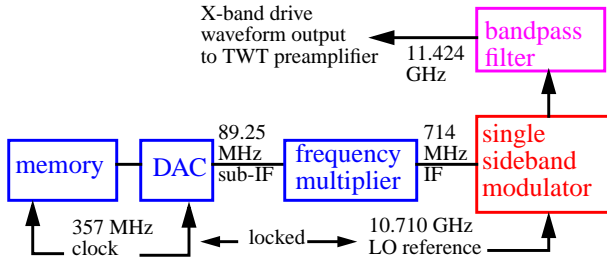 X-band drive
waveform output
to TWT preamplifier
11.424
GHz
bandpass
filter
memory
DAC
89.25
MHz
sub-IF
frequency
multiplier
714
MHz
IF
single
sideband
modulator
357 MHz
clock
locked
10.710 GHz
LO reference